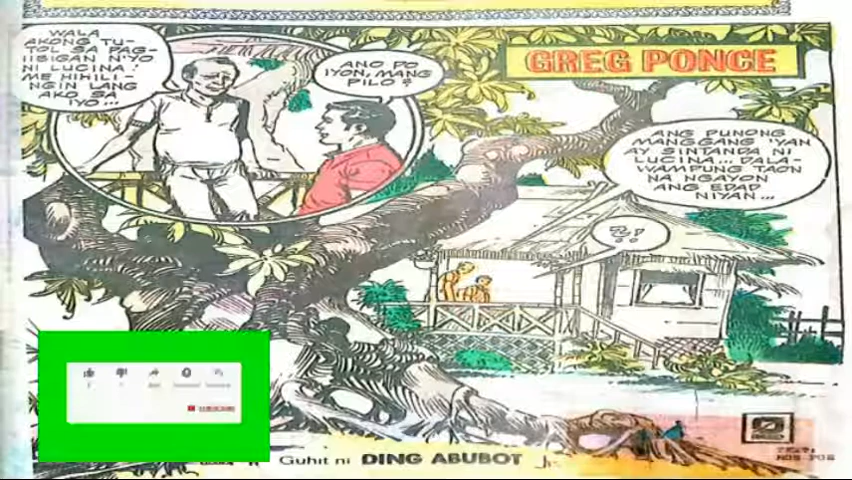 WALA
AKONG TU-
TOL SA PAG-
IIBIGAN N'YO
NI LUCINA.
ME HIHILI-
NGIN LANG
AKO SA
IYO...
ANO PO
IYON, MANG
PILO?
GREG PONCE
ANG PUNONG
MANGGANG 'YAN
AY SINTANDA NI
LUCINA... DALA-
WAMPUNG TAON
NA NGAYON
ANG EDAD
NIYAN...
?!
SUBSCRIBE
Guhit ni DING ABUBOT